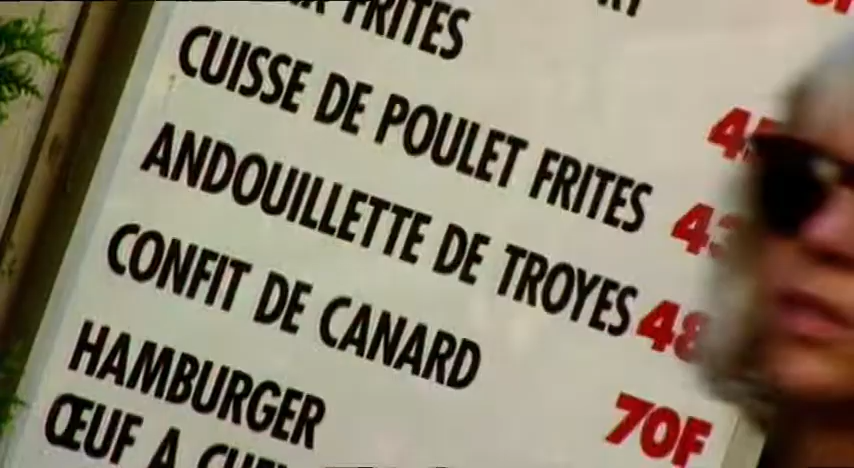 FRITES
CUISSE DE POULET FRITES
ANDOUILLETTE DE TROYES 48
CONFIT DE CANARD 70F
HAMBURGER
ŒUF A